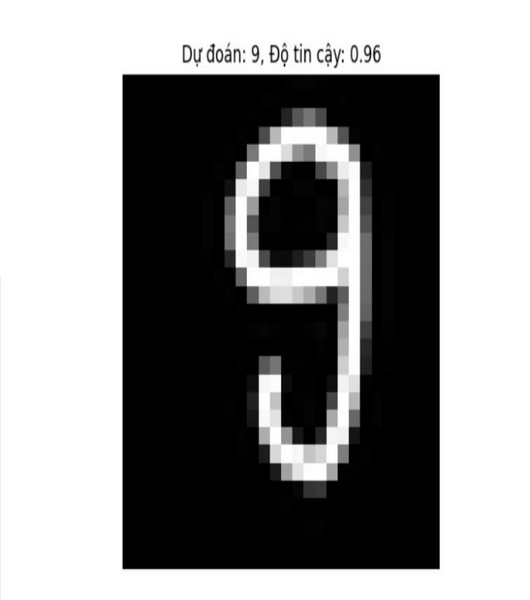 Dự đoán: 9, Độ tin cậy: 0.96
9